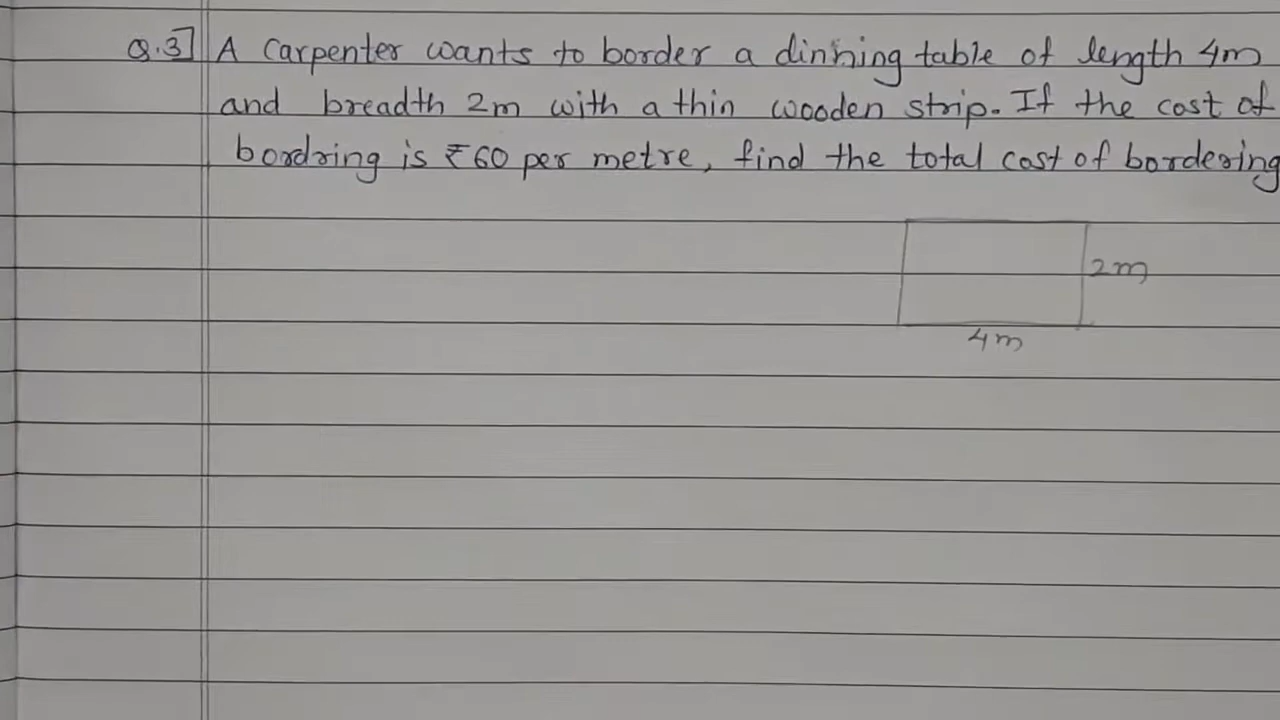 Q.3] A Carpenter wants to border a dinning table of length 4m
and breadth 2m with a thin wooden strip. If the cost of
bordring is ₹60 per metre, find the total cost of bordering
2m
4m